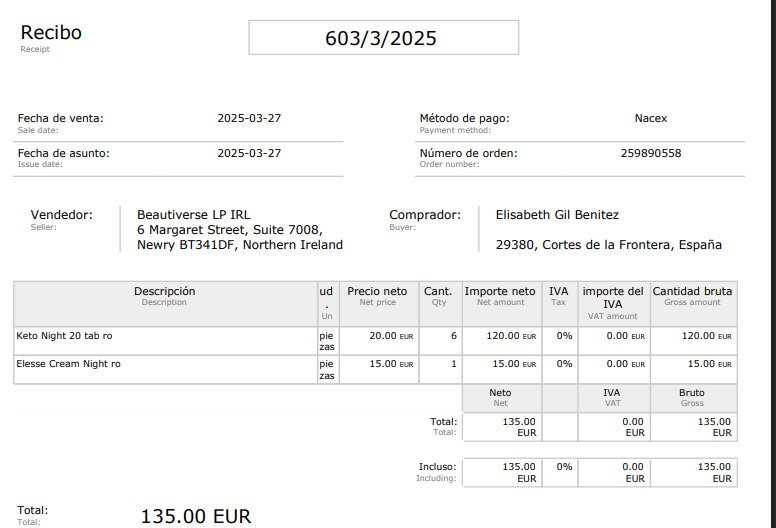 Recibo
Receipt
603/3/2025
Fecha de venta: 2025-03-27
Sale date:
Método de pago: Nacex
Payment method:
Fecha de asunto: 2025-03-27
Issue date:
Número de orden: 259890558
Order number:
Vendedor:
Seller:
Beautiverse LP IRL
6 Margaret Street, Suite 7008,
Newry BT341DF, Northern Ireland
Comprador:
Buyer:
Elisabeth Gil Benitez
29380, Cortes de la Frontera, España
Descripción ud. Precio neto Cant. Importe neto IVA importe del IVA Cantidad bruta
Description Un Net price Qty Net amount Tax VAT amount Gross amount
Keto Night 20 tab ro piezas 20.00 EUR 6 120.00 EUR 0% 0.00 EUR 120.00 EUR
Elesse Cream Night ro piezas 15.00 EUR 1 15.00 EUR 0% 0.00 EUR 15.00 EUR
Neto IVA Bruto
Net VAT Gross
Total: 135.00 EUR 0.00 EUR 135.00 EUR
Total:
Incluso: 135.00 EUR 0% 0.00 EUR 135.00 EUR
Including:
Total: 135.00 EUR
Total: